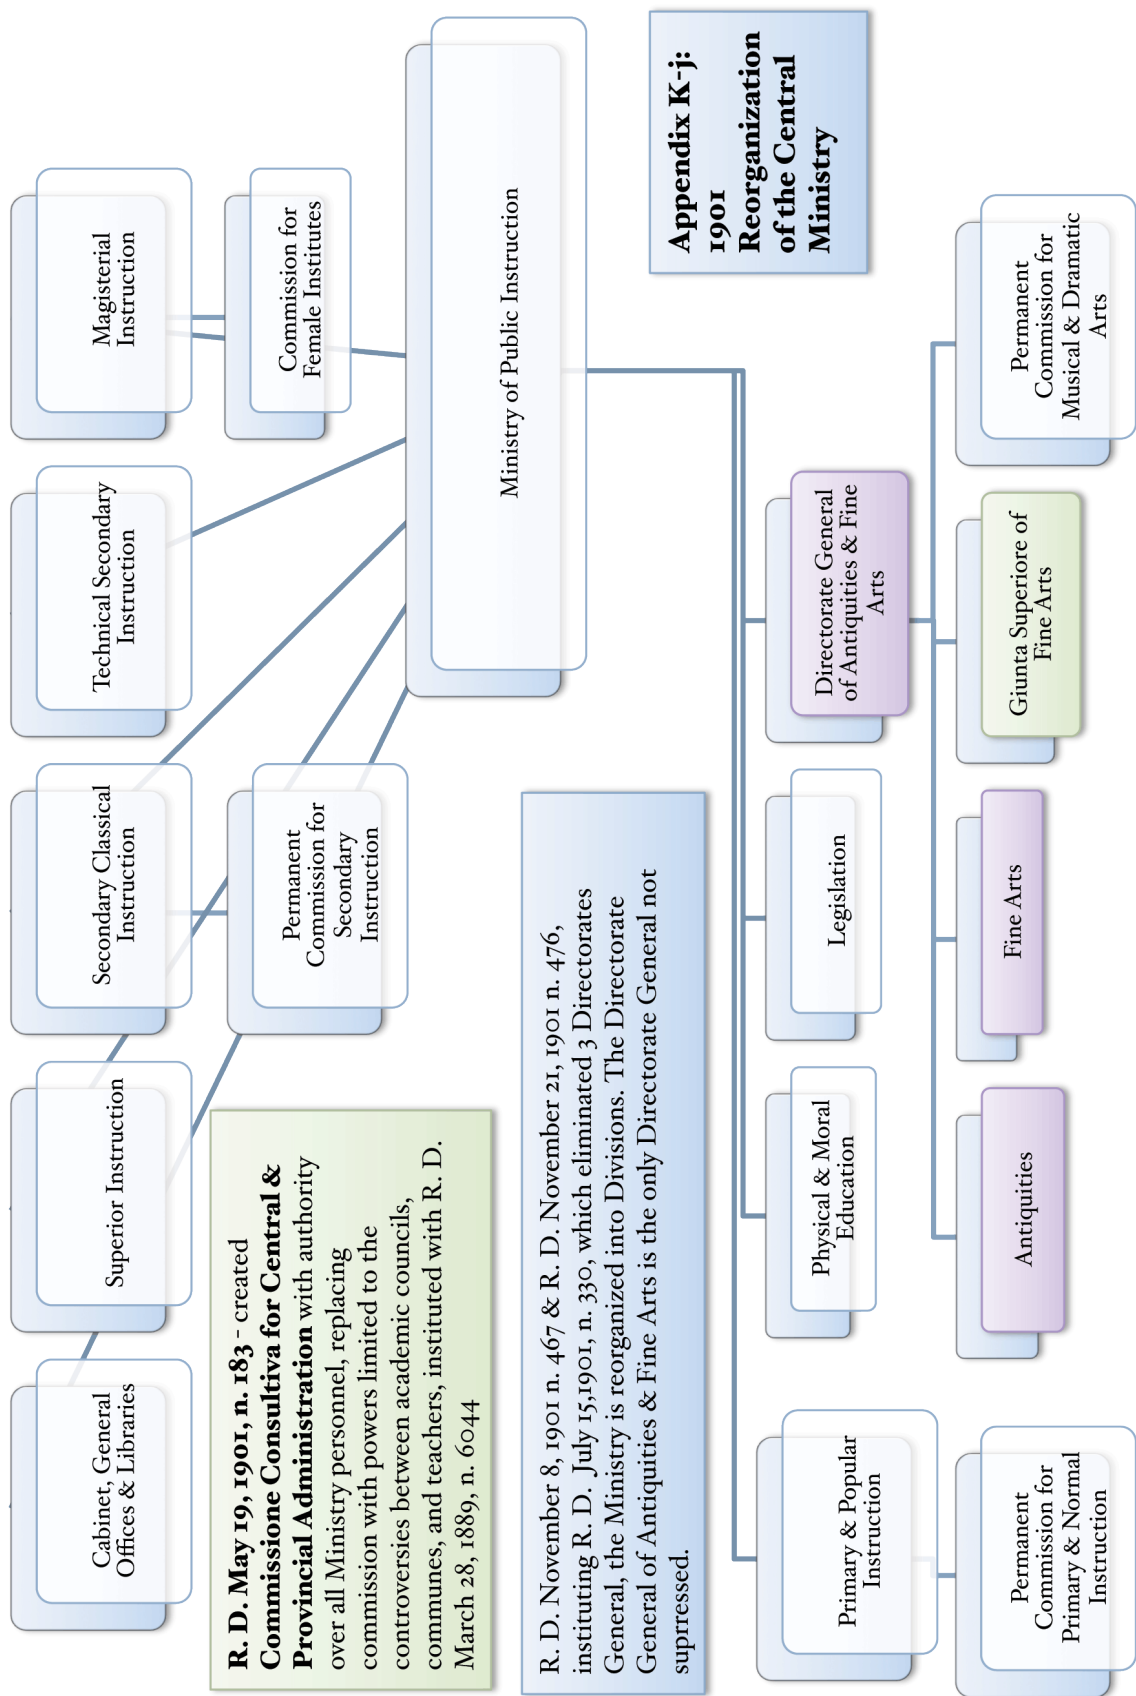 Cabinet, General
Offices & Libraries
Superior Instruction
Secondary Classical
Instruction
Technical Secondary
Instruction
Magisterial
Instruction
R. D. May 19, 1901, n. 183 - created
Commissione Consultiva for Central &
Provincial Administration with authority
over all Ministry personnel, replacing
commission with powers limited to the
controversies between academic councils,
communes, and teachers, instituted with R. D.
March 28, 1889, n. 6044
Permanent
Commission for
Secondary
Instruction
Commission for
Female Institutes
Ministry of Public Instruction
R. D. November 8, 1901 n. 467 & R. D. November 21, 1901 n. 476,
instituting R. D. July 15,1901, n. 330, which eliminated 3 Directorates
General, the Ministry is reorganized into Divisions. The Directorate
General of Antiquities & Fine Arts is the only Directorate General not
suprressed.
Appendix K-j:
1901
Reorganization
of the Central
Ministry
Primary & Popular
Instruction
Physical & Moral
Education
Legislation
Directorate General
of Antiquities & Fine
Arts
Permanent
Commission for
Primary & Normal
Instruction
Antiquities
Fine Arts
Giunta Superiore of
Fine Arts
Permanent
Commission for
Musical & Dramatic
Arts